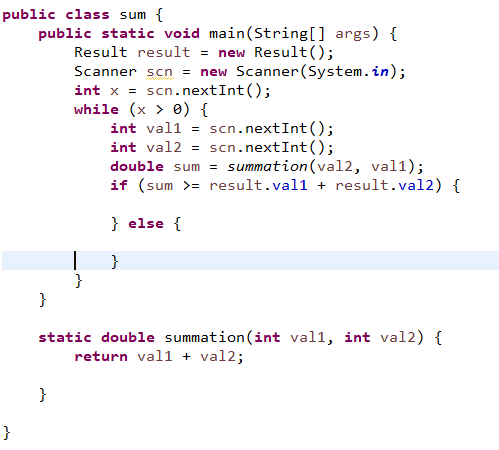 public class sum {
    public static void main(String[] args) {
        Result result = new Result();
        Scanner scn = new Scanner(System.in);
        int x = scn.nextInt();
        while (x > 0) {
            int val1 = scn.nextInt();
            int val2 = scn.nextInt();
            double sum = summation(val2, val1);
            if (sum >= result.val1 + result.val2) {

            } else {

            }
        }
    }

    static double summation(int val1, int val2) {
        return val1 + val2;

    }

}